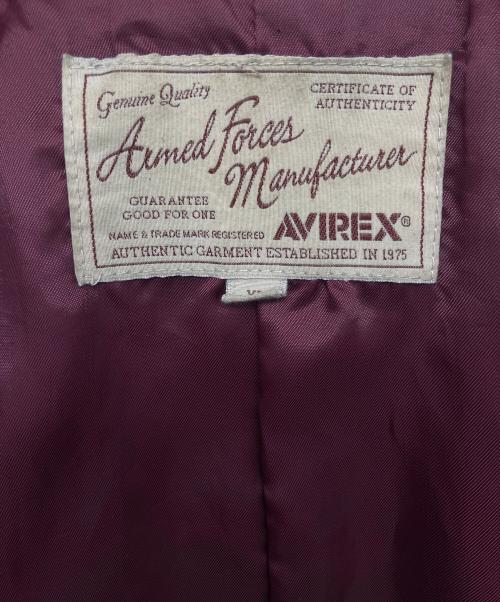 Genuine Quality
CERTIFICATE OF
AUTHENTICITY
Armed Forces
Manufacturer
GUARANTEE
GOOD FOR ONE
NAME & TRADE MARK REGISTERED
AVIREX®
AUTHENTIC GARMENT ESTABLISHED IN 1975